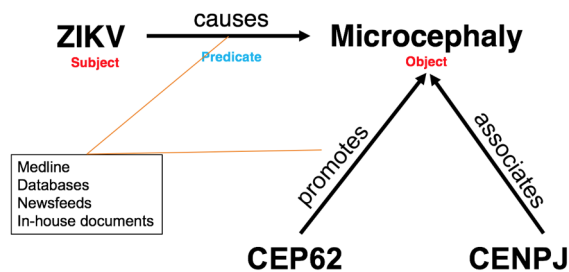 causes
ZIKV
Microcephaly
Subject
Predicate
Object
promotes
associates
Medline
Databases
Newsfeeds
In-house documents
CEP62
CENPJ